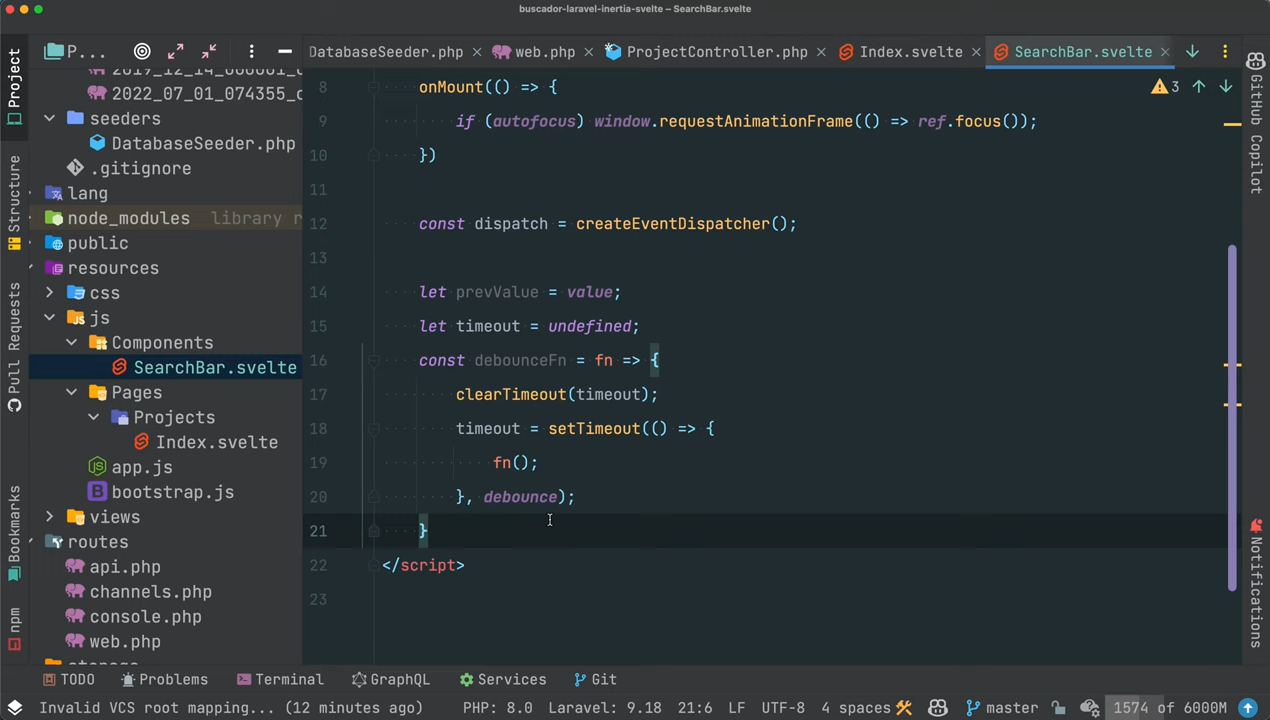 buscador-laravel-inertia-svelte – SearchBar.svelte
P...
DatabaseSeeder.php
web.php
ProjectController.php
Index.svelte
SearchBar.svelte
Project
Structure
Pull Requests
Bookmarks
npm
2022_07_01_074355_c
seeders
DatabaseSeeder.php
.gitignore
lang
node_modules library r
public
resources
css
js
Components
SearchBar.svelte
Pages
Projects
Index.svelte
app.js
bootstrap.js
views
routes
api.php
channels.php
console.php
web.php
8 onMount(() => {
9 if (autofocus) window.requestAnimationFrame(() => ref.focus());
10 })
11
12 const dispatch = createEventDispatcher();
13
14 let prevValue = value;
15 let timeout = undefined;
16 const debounceFn = fn => {
17 clearTimeout(timeout);
18 timeout = setTimeout(() => {
19 fn();
20 }, debounce);
21 }
22 </script>
23
3
GitHub Copilot
Notifications
TODO
Problems
Terminal
GraphQL
Services
Git
Invalid VCS root mapping... (12 minutes ago)
PHP: 8.0
Laravel: 9.18
21:6
LF
UTF-8
4 spaces
master
1574 of 6000M